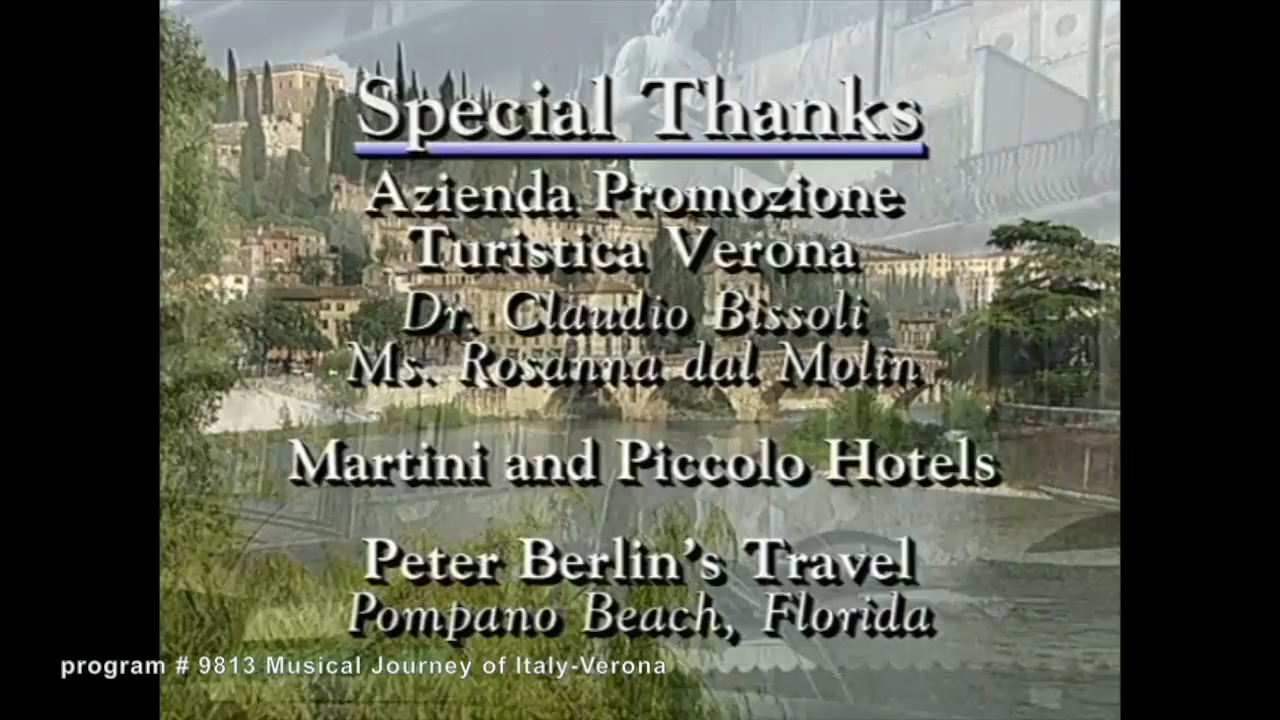 Special Thanks
Azienda Promozione
Turistica Verona
Dr. Claudio Bissoli
Ms. Rosanna dal Molin
Martini and Piccolo Hotels
Peter Berlin's Travel
Pompano Beach, Florida
program # 9813 Musical Journey of Italy-Verona